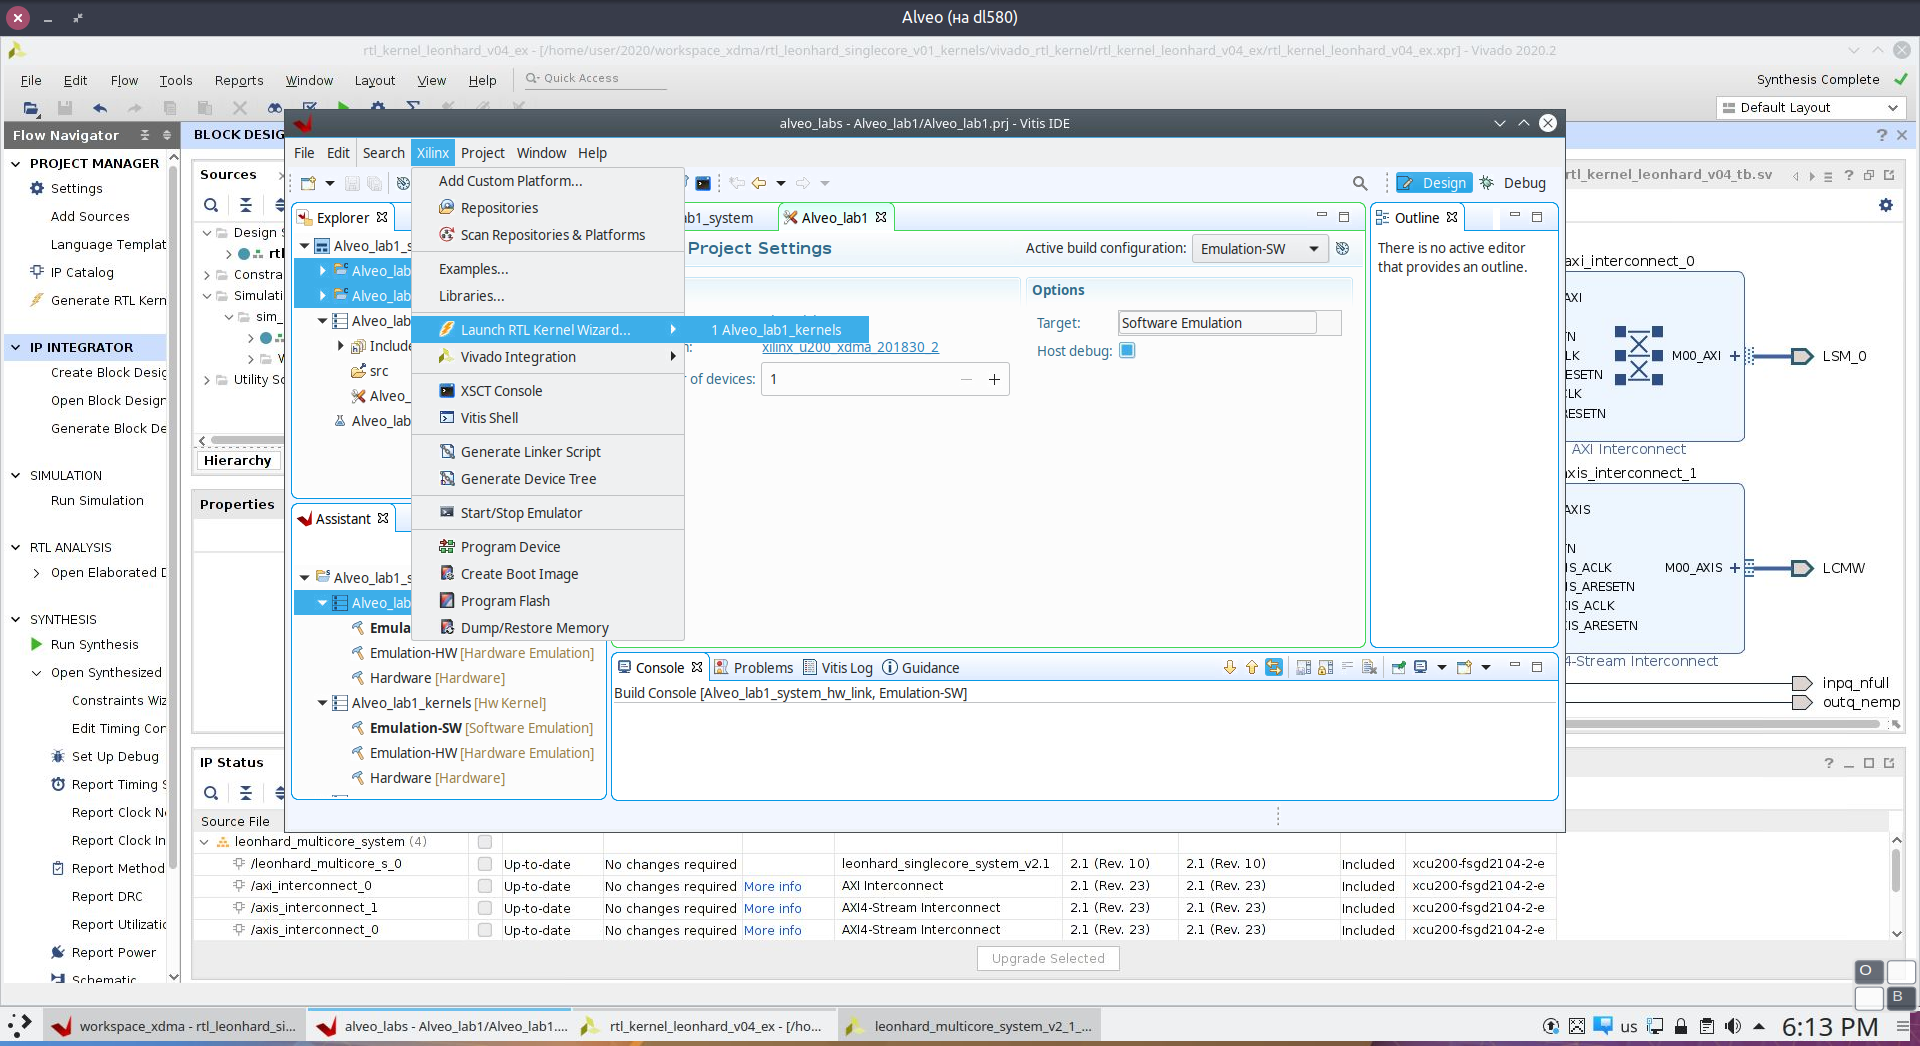 Alveo (на dl580)
rtl_kernel_leonhard_v04_ex - [/home/user/2020/workspace_xdma/rtl_leonhard_singlecore_v01_kernels/vivado_rtl_kernel/rtl_kernel_leonhard_v04_ex/rtl_kernel_leonhard_v04_ex.xpr] - Vivado 2020.2
File Edit Flow Tools Reports Window Layout View Help Quick Access
Synthesis Complete
Default Layout
Flow Navigator
BLOCK DESIG
PROJECT MANAGER
Settings
Add Sources
Language Templat
IP Catalog
Generate RTL Kern
IP INTEGRATOR
Create Block Desig
Open Block Design
Generate Block De
SIMULATION
Run Simulation
RTL ANALYSIS
Open Elaborated D
SYNTHESIS
Run Synthesis
Open Synthesized
Constraints Wiz
Edit Timing Cor
Set Up Debug
Report Timing S
Report Clock Ne
Report Clock In
Report Method
Report DRC
Report Utilizatic
Report Power
Schematic
Sources
Design S
rtl
Constra
Simulati
sim_
Utility Sc
Hierarchy
Properties
alveo_labs - Alveo_lab1/Alveo_lab1.prj - Vitis IDE
File Edit Search Xilinx Project Window Help
Design Debug
Explorer
Alveo_lab1_s
Alveo_lab
Alveo_lab
Alveo_lab
Include
src
Alveo_
Alveo_lab
Add Custom Platform...
Repositories
Scan Repositories & Platforms
Examples...
Libraries...
Launch RTL Kernel Wizard...
1 Alveo_lab1_kernels
Vivado Integration
XSCT Console
Vitis Shell
Generate Linker Script
Generate Device Tree
Start/Stop Emulator
Program Device
Create Boot Image
Program Flash
Dump/Restore Memory
ab1_system
Alveo_lab1
Project Settings
Active build configuration: Emulation-SW
Options
Target: Software Emulation
Host debug:
xilinx_u200_xdma_201830_2
r of devices: 1
Outline
There is no active editor
that provides an outline.
Assistant
Alveo_lab1_s
Alveo_lab
Emula
Emulation-HW [Hardware Emulation]
Hardware [Hardware]
Alveo_lab1_kernels [Hw Kernel]
Emulation-SW [Software Emulation]
Emulation-HW [Hardware Emulation]
Hardware [Hardware]
Console Problems Vitis Log Guidance
Build Console [Alveo_lab1_system_hw_link, Emulation-SW]
rtl_kernel_leonhard_v04_tb.sv
axi_interconnect_0
AXI
TN
LK
ESETN
LK
RESETN
M00_AXI
LSM_0
AXI Interconnect
axis_interconnect_1
AXIS
TN
IS_ACLK
IS_ARESETN
IS_ACLK
IS_ARESETN
M00_AXIS
LCMW
4-Stream Interconnect
inpq_nfull
outq_nemp
IP Status
Source File
leonhard_multicore_system (4)
/leonhard_multicore_s_0 Up-to-date No changes required leonhard_singlecore_system_v2.1 2.1 (Rev. 10) 2.1 (Rev. 10) Included xcu200-fsgd2104-2-e
/axi_interconnect_0 Up-to-date No changes required More info AXI Interconnect 2.1 (Rev. 23) 2.1 (Rev. 23) Included xcu200-fsgd2104-2-e
/axis_interconnect_1 Up-to-date No changes required More info AXI4-Stream Interconnect 2.1 (Rev. 23) 2.1 (Rev. 23) Included xcu200-fsgd2104-2-e
/axis_interconnect_0 Up-to-date No changes required More info AXI4-Stream Interconnect 2.1 (Rev. 23) 2.1 (Rev. 23) Included xcu200-fsgd2104-2-e
Upgrade Selected
O
B
workspace_xdma - rtl_leonhard_si...
alveo_labs - Alveo_lab1/Alveo_lab1....
rtl_kernel_leonhard_v04_ex - [/ho...
leonhard_multicore_system_v2_1_...
us
6:13 PM